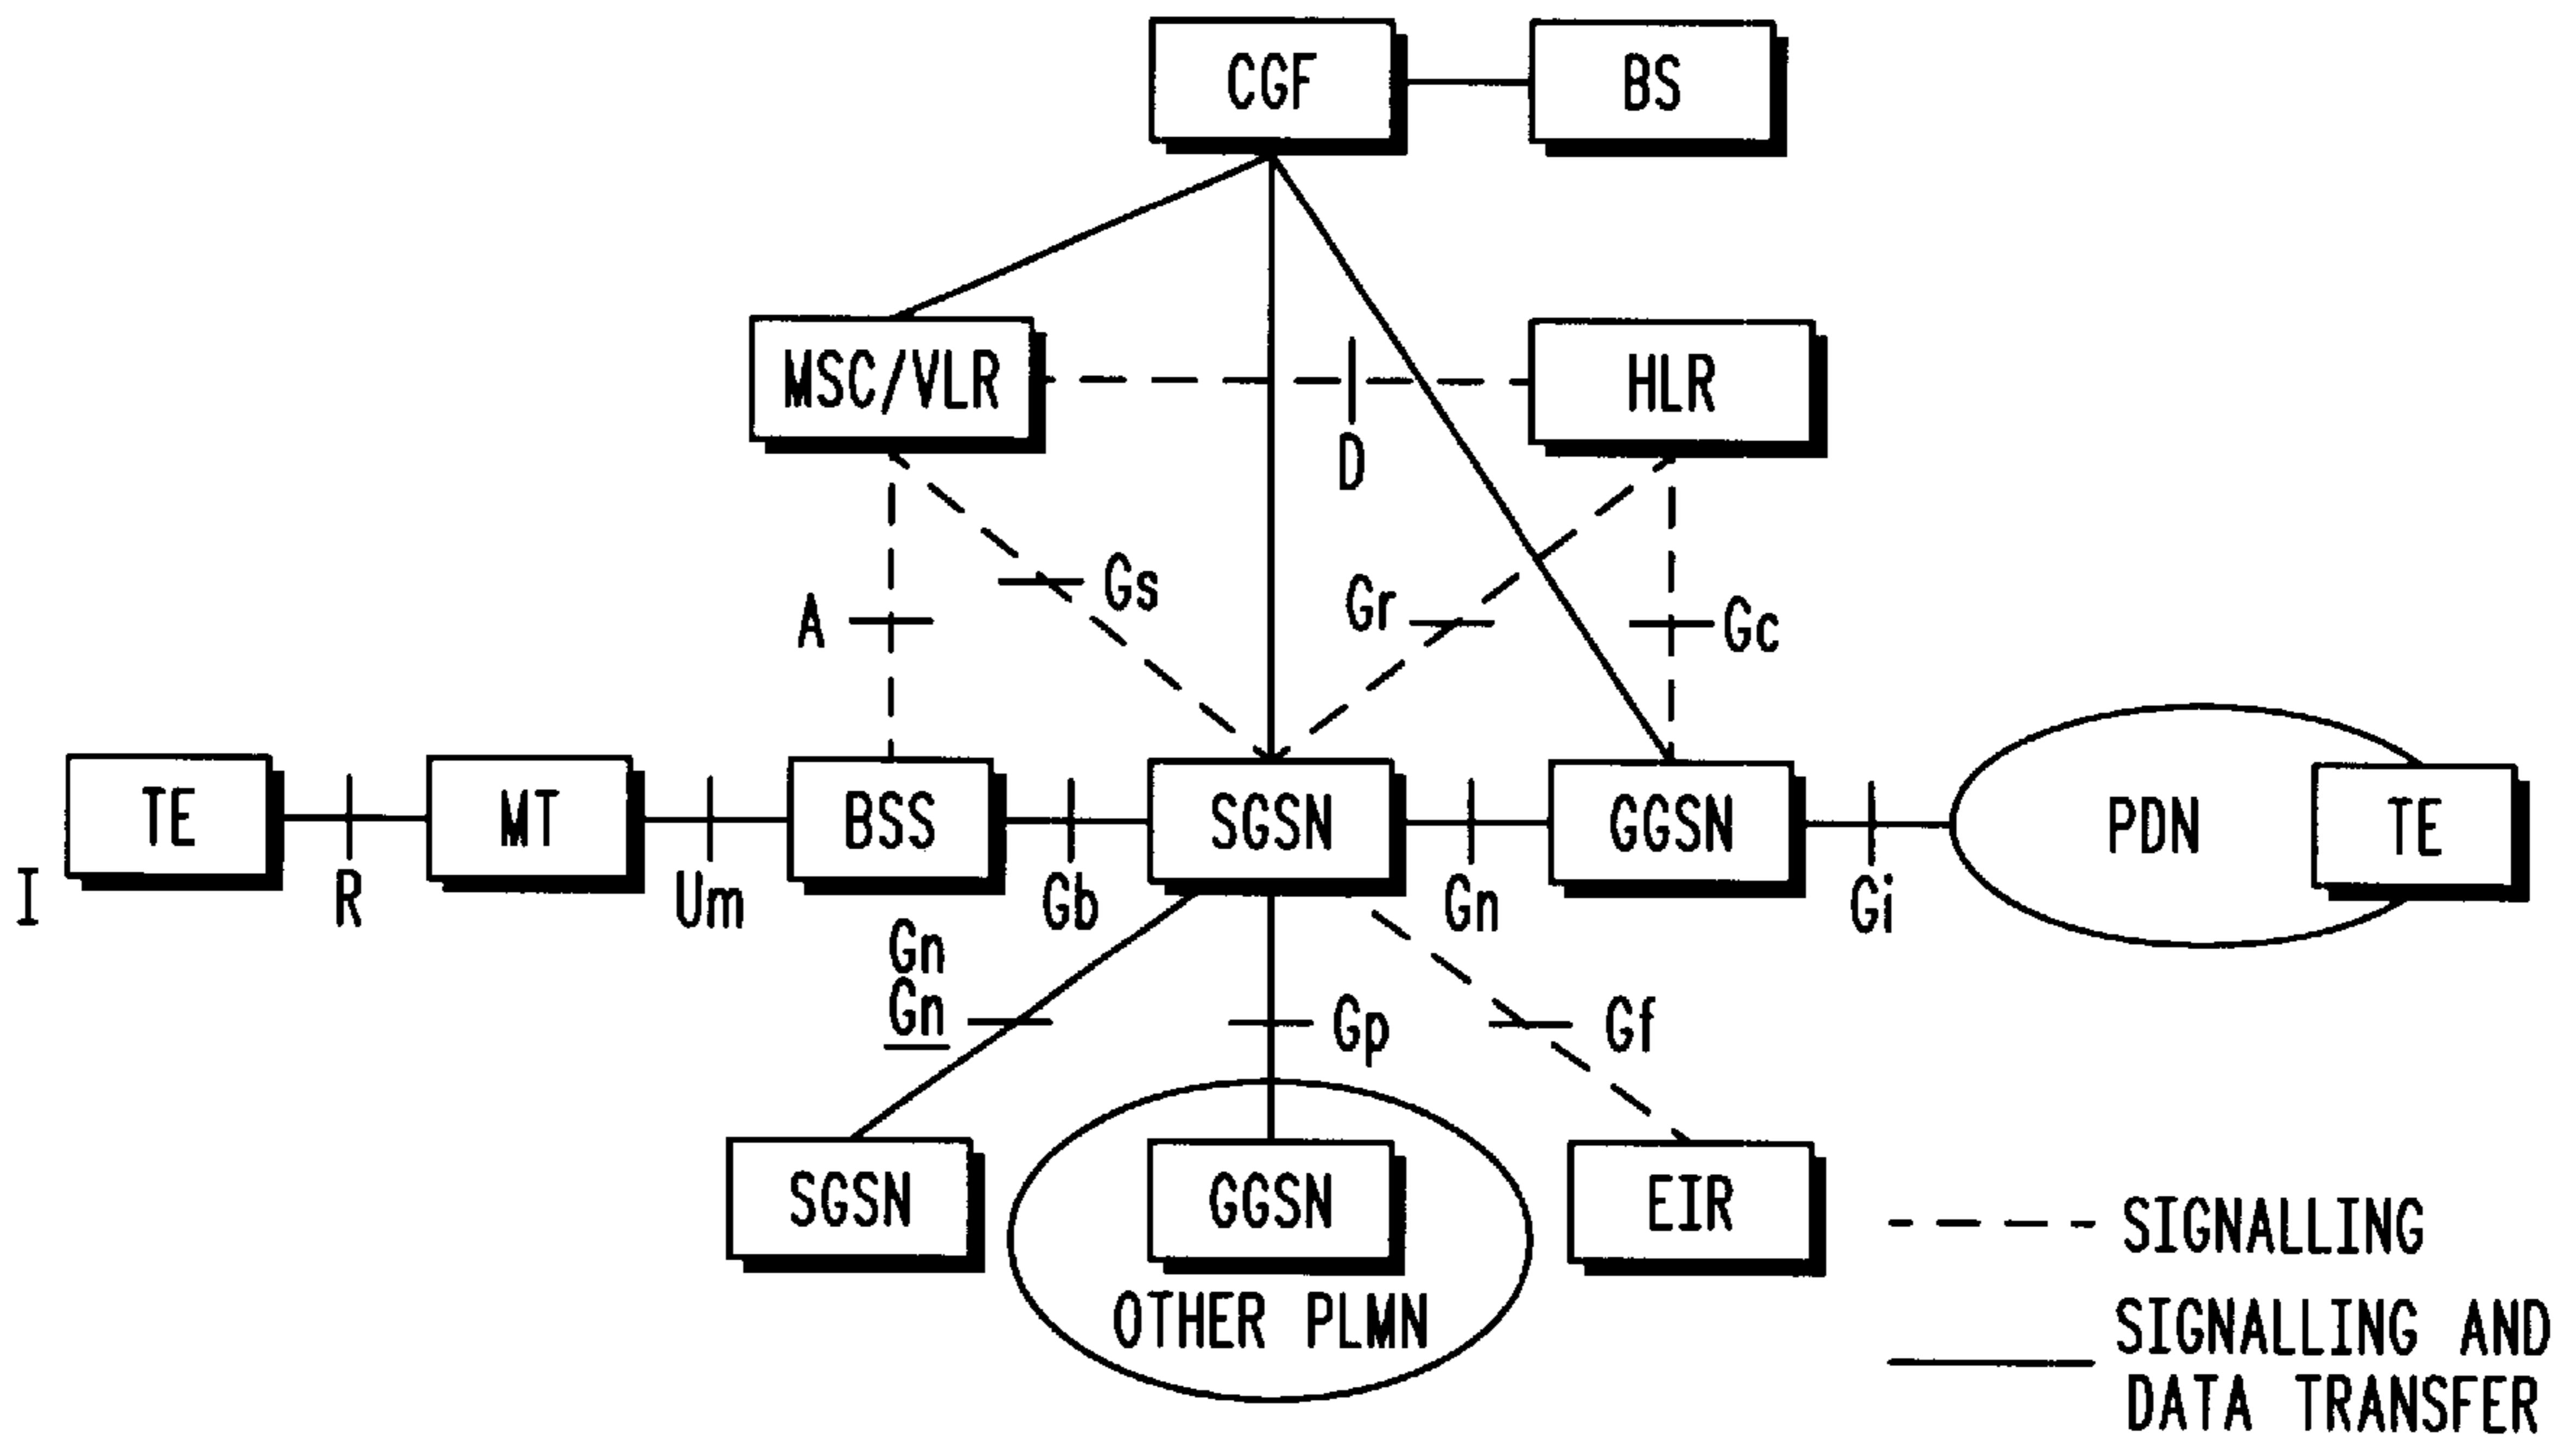 CGF
BS
MSC/VLR
HLR
D
Gs
Gr
A
Gc
TE
MT
BSS
SGSN
GGSN
PDN
TE
I
R
Um
Gb
Gn
Gi
Gn
Gn
Gp
Gf
SGSN
GGSN
EIR
OTHER PLMN
SIGNALLING
SIGNALLING AND
DATA TRANSFER